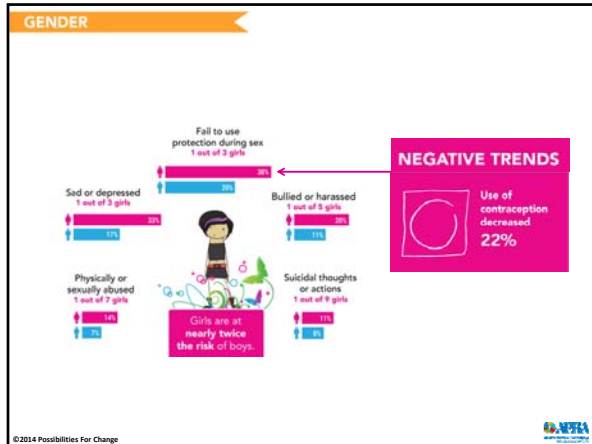 GENDER
Fail to use
protection during sex
1 out of 3 girls
38%
Sad or depressed
1 out of 3 girls
33%
17%
Bullied or harassed
1 out of 5 girls
20%
11%
Physically or
sexually abused
1 out of 7 girls
14%
7%
Suicidal thoughts
or actions
1 out of 9 girls
11%
Girls are at
nearly twice
the risk of boys.
NEGATIVE TRENDS
Use of
contraception
decreased
22%
©2014 Possibilities For Change